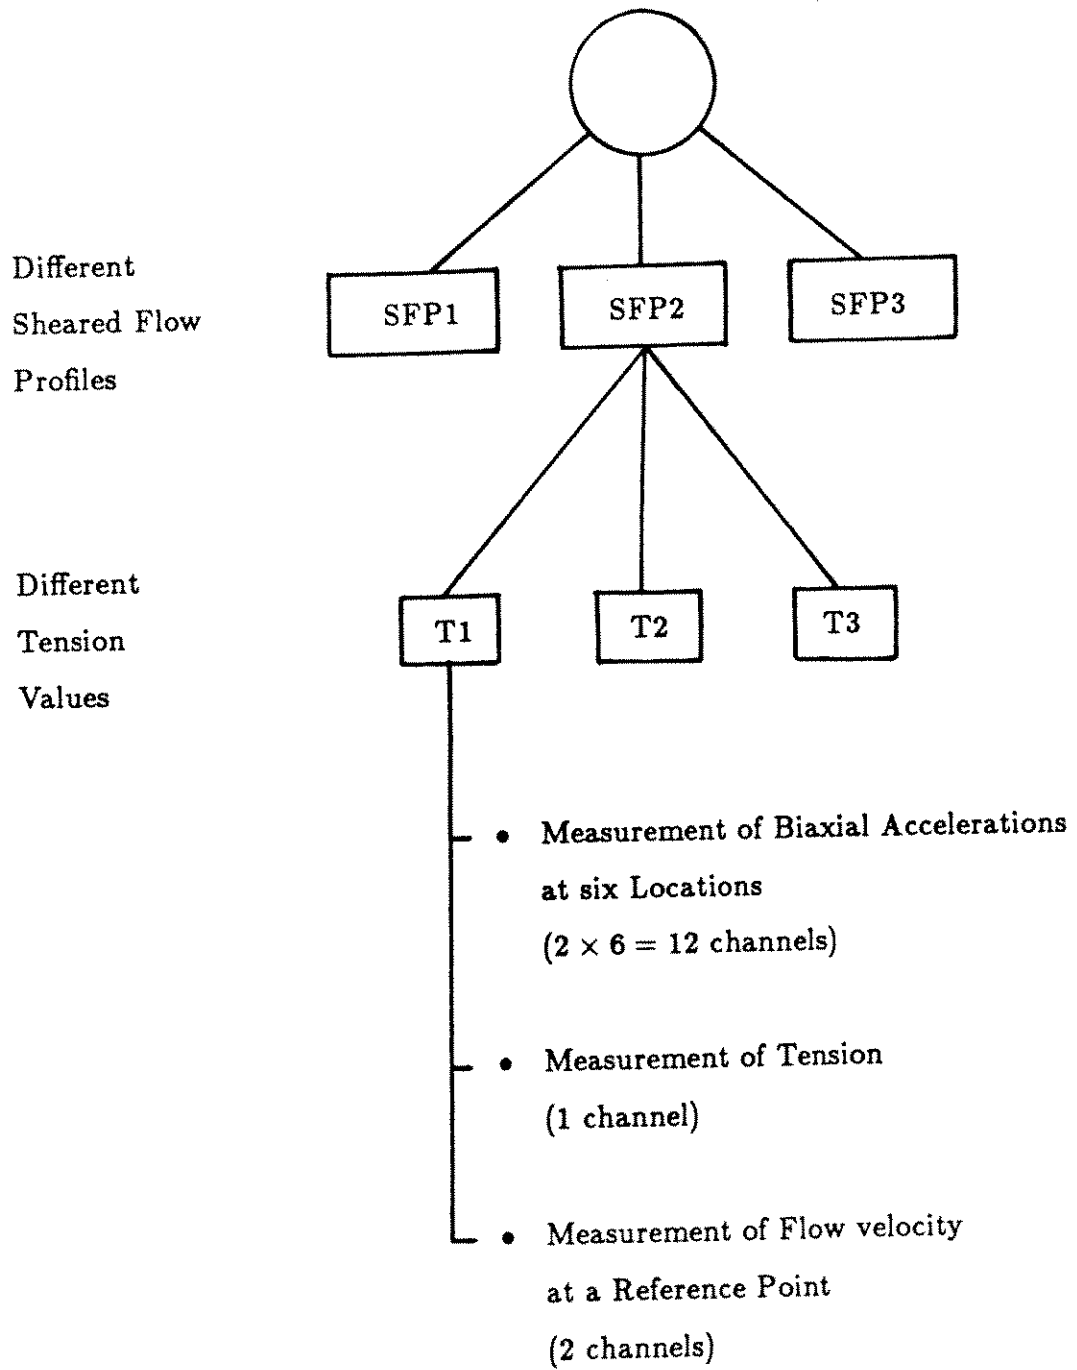 Different
Sheared Flow
Profiles
SFP1
SFP2
SFP3
Different
Tension
Values
T1
T2
T3
• Measurement of Biaxial Accelerations
at six Locations
(2 × 6 = 12 channels)
• Measurement of Tension
(1 channel)
• Measurement of Flow velocity
at a Reference Point
(2 channels)